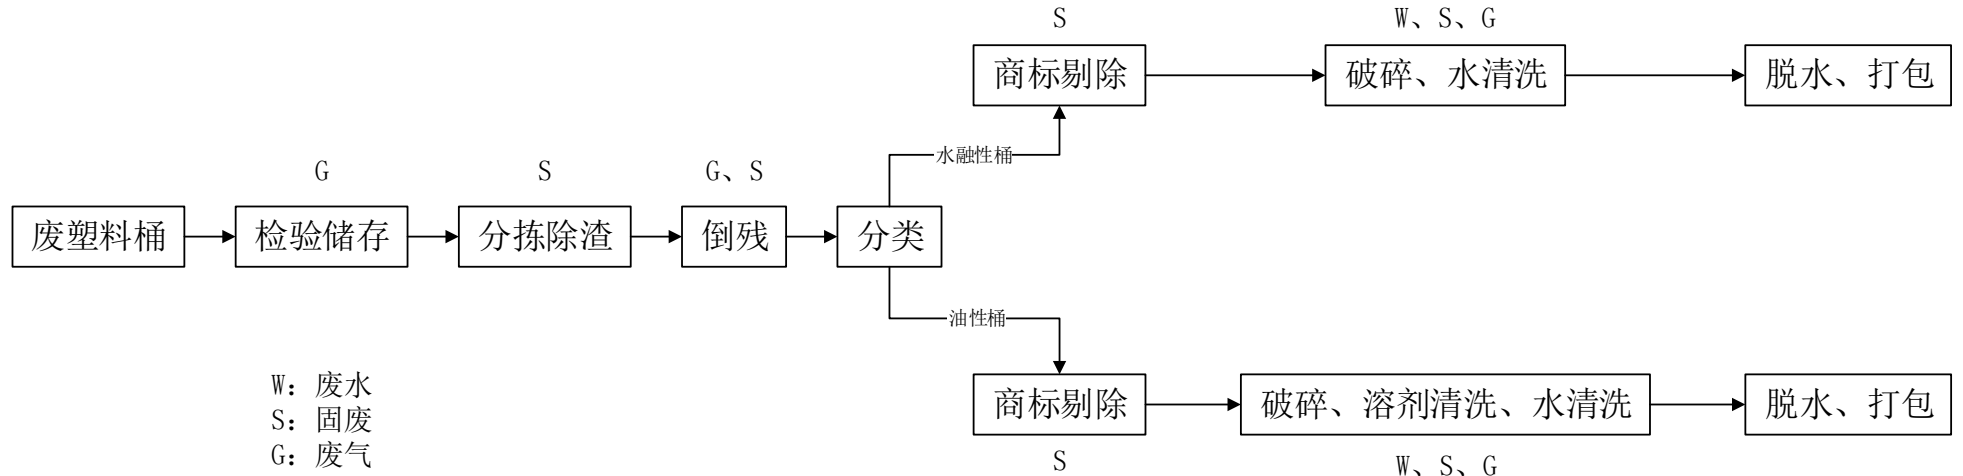 S
W、S、G
商标剔除
破碎、水清洗
脱水、打包
水融性桶
G
S
G、S
废塑料桶
检验储存
分拣除渣
倒残
分类
油性桶
W：废水
S：固废
G：废气
商标剔除
破碎、溶剂清洗、水清洗
脱水、打包
S
W、S、G